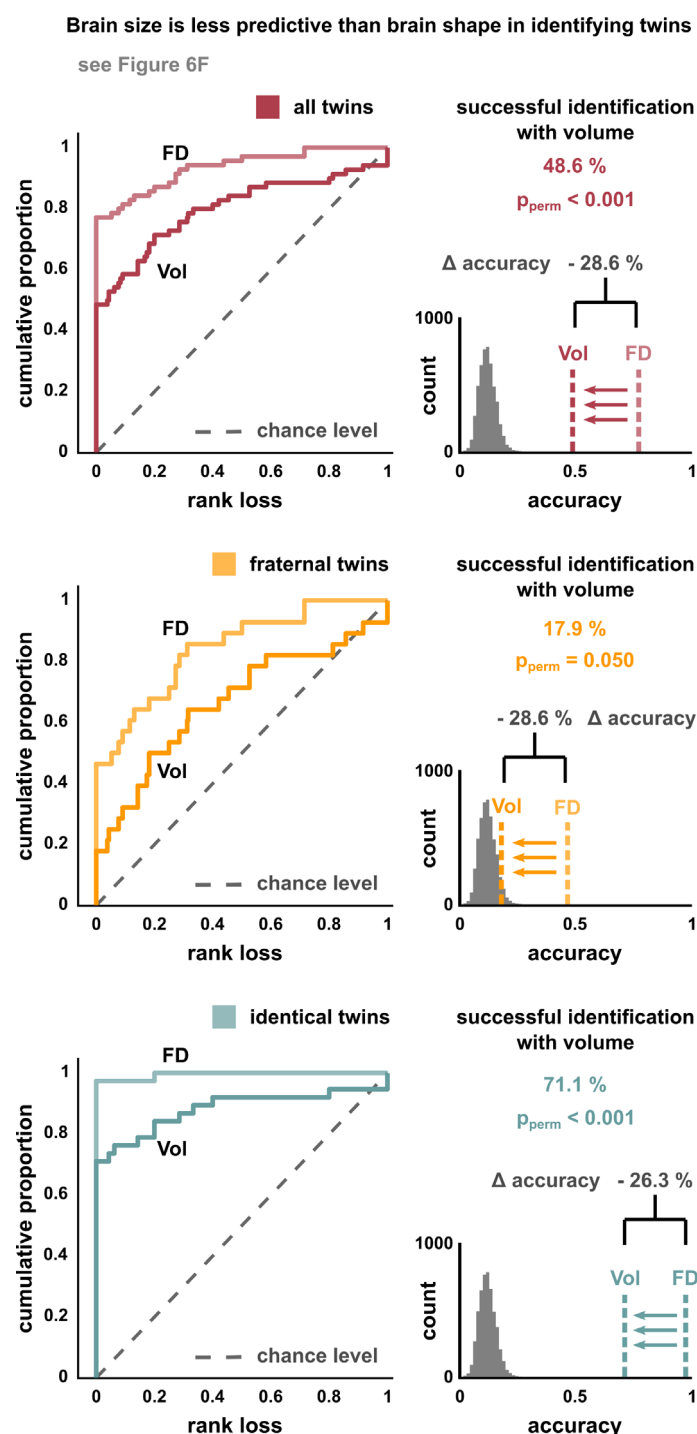 Brain size is less predictive than brain shape in identifying twins
see Figure 6F
all twins
FD
Vol
chance level
cumulative proportion
1
0.8
0.6
0.4
0.2
0
0 0.2 0.4 0.6 0.8 1
rank loss
successful identification
with volume
48.6 %
pperm < 0.001
Δ accuracy - 28.6 %
1000
Vol FD
count
0 0.5 1
accuracy
fraternal twins
FD
Vol
chance level
cumulative proportion
1
0.8
0.6
0.4
0.2
0
0 0.2 0.4 0.6 0.8 1
rank loss
successful identification
with volume
17.9 %
pperm = 0.050
- 28.6 % Δ accuracy
1000
Vol FD
count
0 0.5 1
accuracy
identical twins
FD
Vol
chance level
cumulative proportion
1
0.8
0.6
0.4
0.2
0
0 0.2 0.4 0.6 0.8 1
rank loss
successful identification
with volume
71.1 %
pperm < 0.001
Δ accuracy - 26.3 %
1000
Vol FD
count
0 0.5 1
accuracy